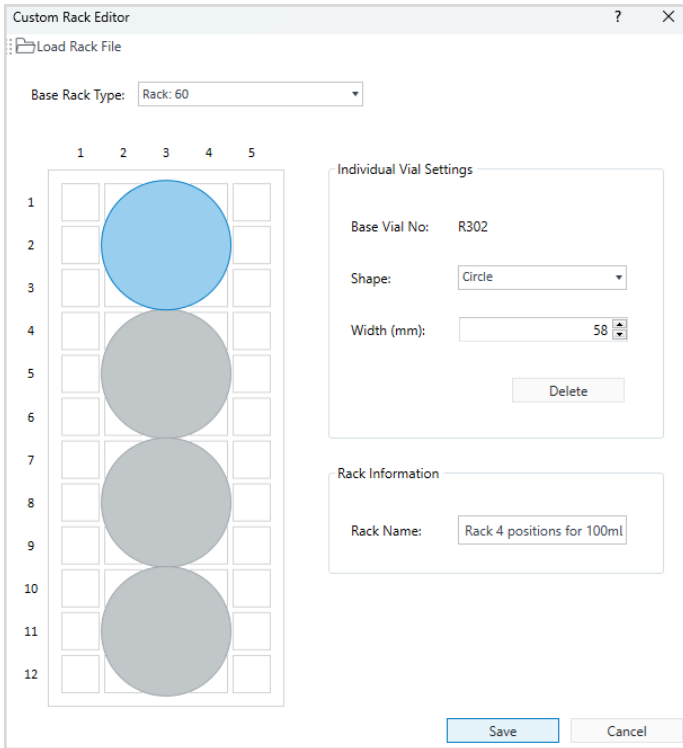 Custom Rack Editor ? ×
Load Rack File
Base Rack Type: Rack: 60
1 2 3 4 5
Individual Vial Settings
1
Base Vial No: R302
2
Shape: Circle
3
Width (mm): 58
4
5
Delete
6
7
Rack Information
8
Rack Name: Rack 4 positions for 100mL
9
10
11
12
Save Cancel